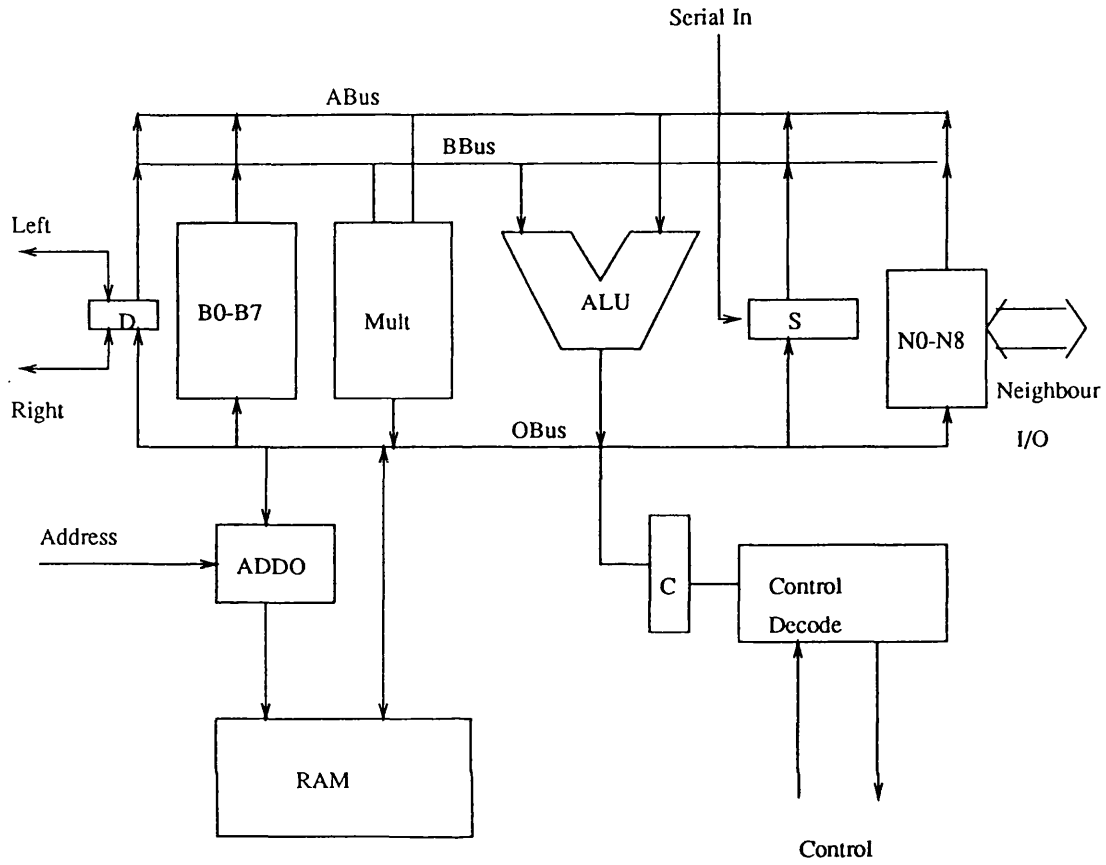 Serial In
ABus
BBus
Left
D
B0-B7
Mult
ALU
S
N0-N8
Right
OBus
Neighbour
I/O
Address
ADDO
C
Control
Decode
RAM
Control